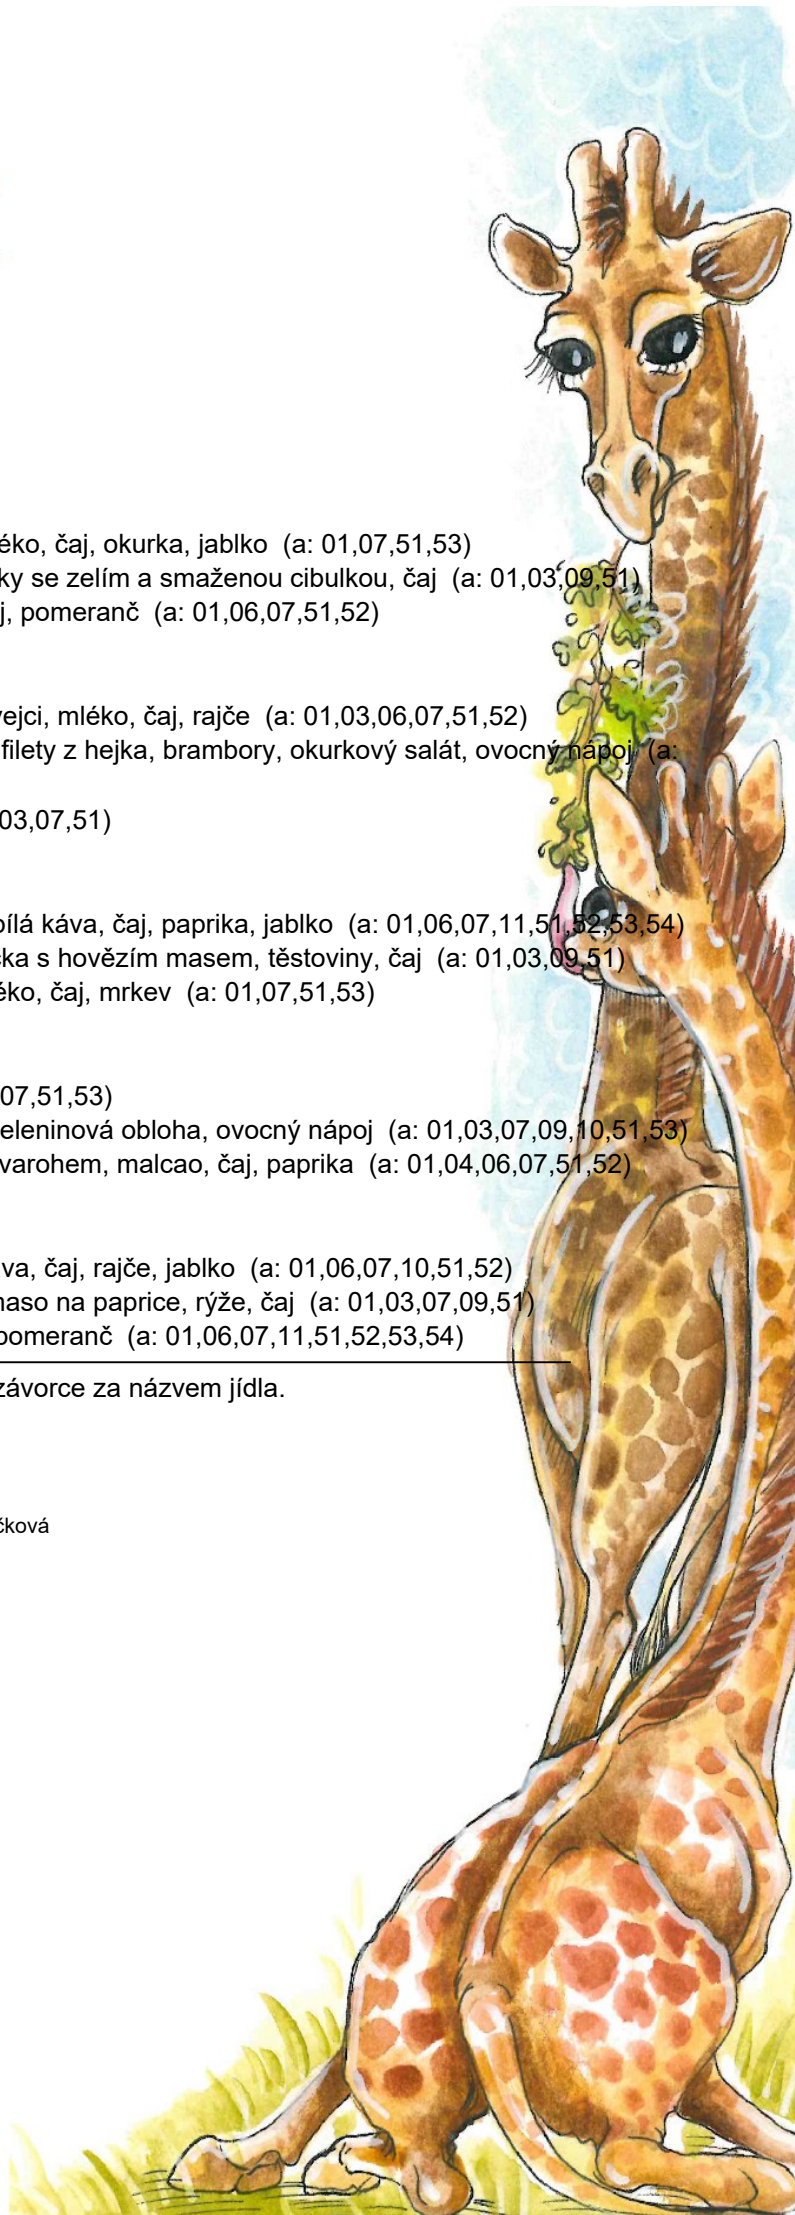 éko, čaj, okurka, jablko (a: 01,07,51,53)
ky se zelím a smaženou cibulkou, čaj (a: 01,03,09,51)
j, pomeranč (a: 01,06,07,51,52)
vejci, mléko, čaj, rajče (a: 01,03,06,07,51,52)
filety z hejka, brambory, okurkový salát, ovocný nápoj (a:
03,07,51)
bílá káva, čaj, paprika, jablko (a: 01,06,07,11,51,52,53,54)
čka s hovězím masem, těstoviny, čaj (a: 01,03,09,51)
éko, čaj, mrkev (a: 01,07,51,53)
07,51,53)
eleninová obloha, ovocný nápoj (a: 01,03,07,09,10,51,53)
varohem, malcao, čaj, paprika (a: 01,04,06,07,51,52)
va, čaj, rajče, jablko (a: 01,06,07,10,51,52)
maso na paprice, rýže, čaj (a: 01,03,07,09,51)
pomeranč (a: 01,06,07,11,51,52,53,54)
závorce za názvem jídla.
čková